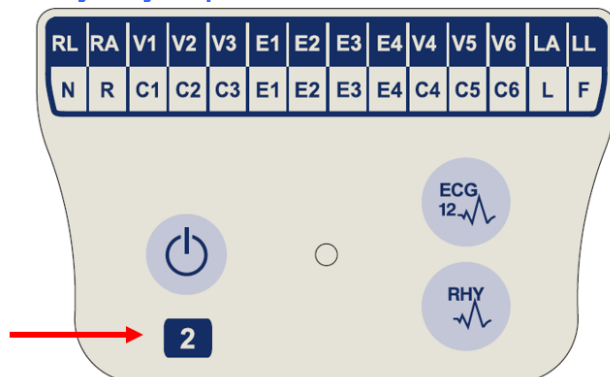 RL RA V1 V2 V3 E1 E2 E3 E4 V4 V5 V6 LA LL
N R C1 C2 C3 E1 E2 E3 E4 C4 C5 C6 L F
ECG
12
RHY
2